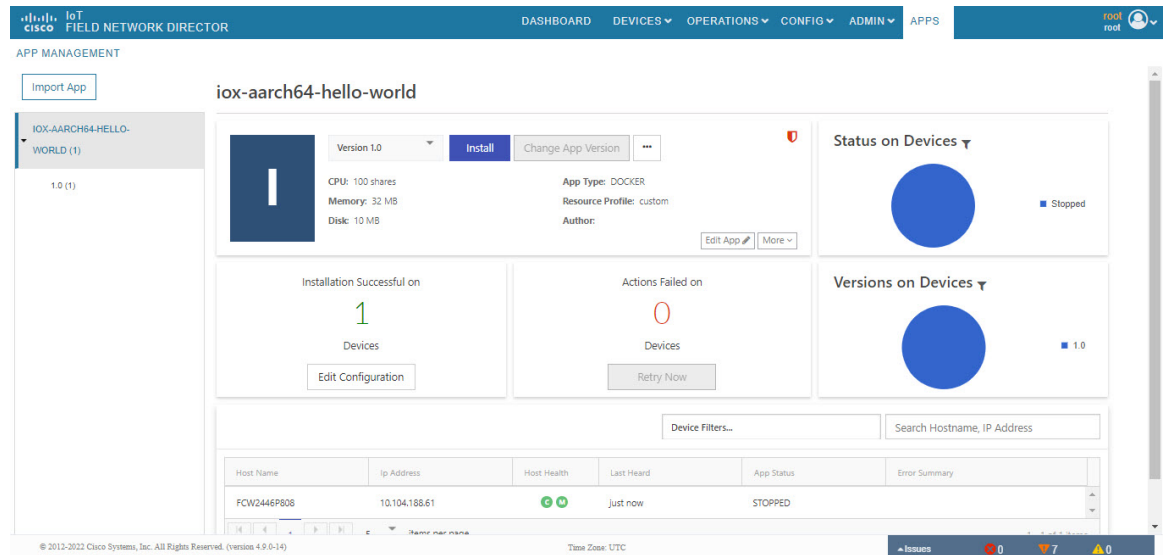 CISCO IoT
FIELD NETWORK DIRECTOR
DASHBOARD DEVICES OPERATIONS CONFIG ADMIN APPS
root
root
APP MANAGEMENT
Import App
IOX-AARCH64-HELLO-
WORLD (1)
1.0 (1)
iox-aarch64-hello-world
I
Version 1.0 Install Change App Version ...
CPU: 100 shares
Memory: 32 MB
Disk: 10 MB
App Type: DOCKER
Resource Profile: custom
Author:
Edit App More
Status on Devices
Stopped
Installation Successful on
1
Devices
Edit Configuration
Actions Failed on
0
Devices
Retry Now
Versions on Devices
1.0
Device Filters... Search Hostname, IP Address
Host Name Ip Address Host Health Last Heard App Status Error Summary
FCW2446P808 10.104.188.61 C M just now STOPPED
1 5 items per page 1 - 1 of 1 items
© 2012-2022 Cisco Systems, Inc. All Rights Reserved. (version 4.9.0-14) Time Zone: UTC Issues 0 7 0